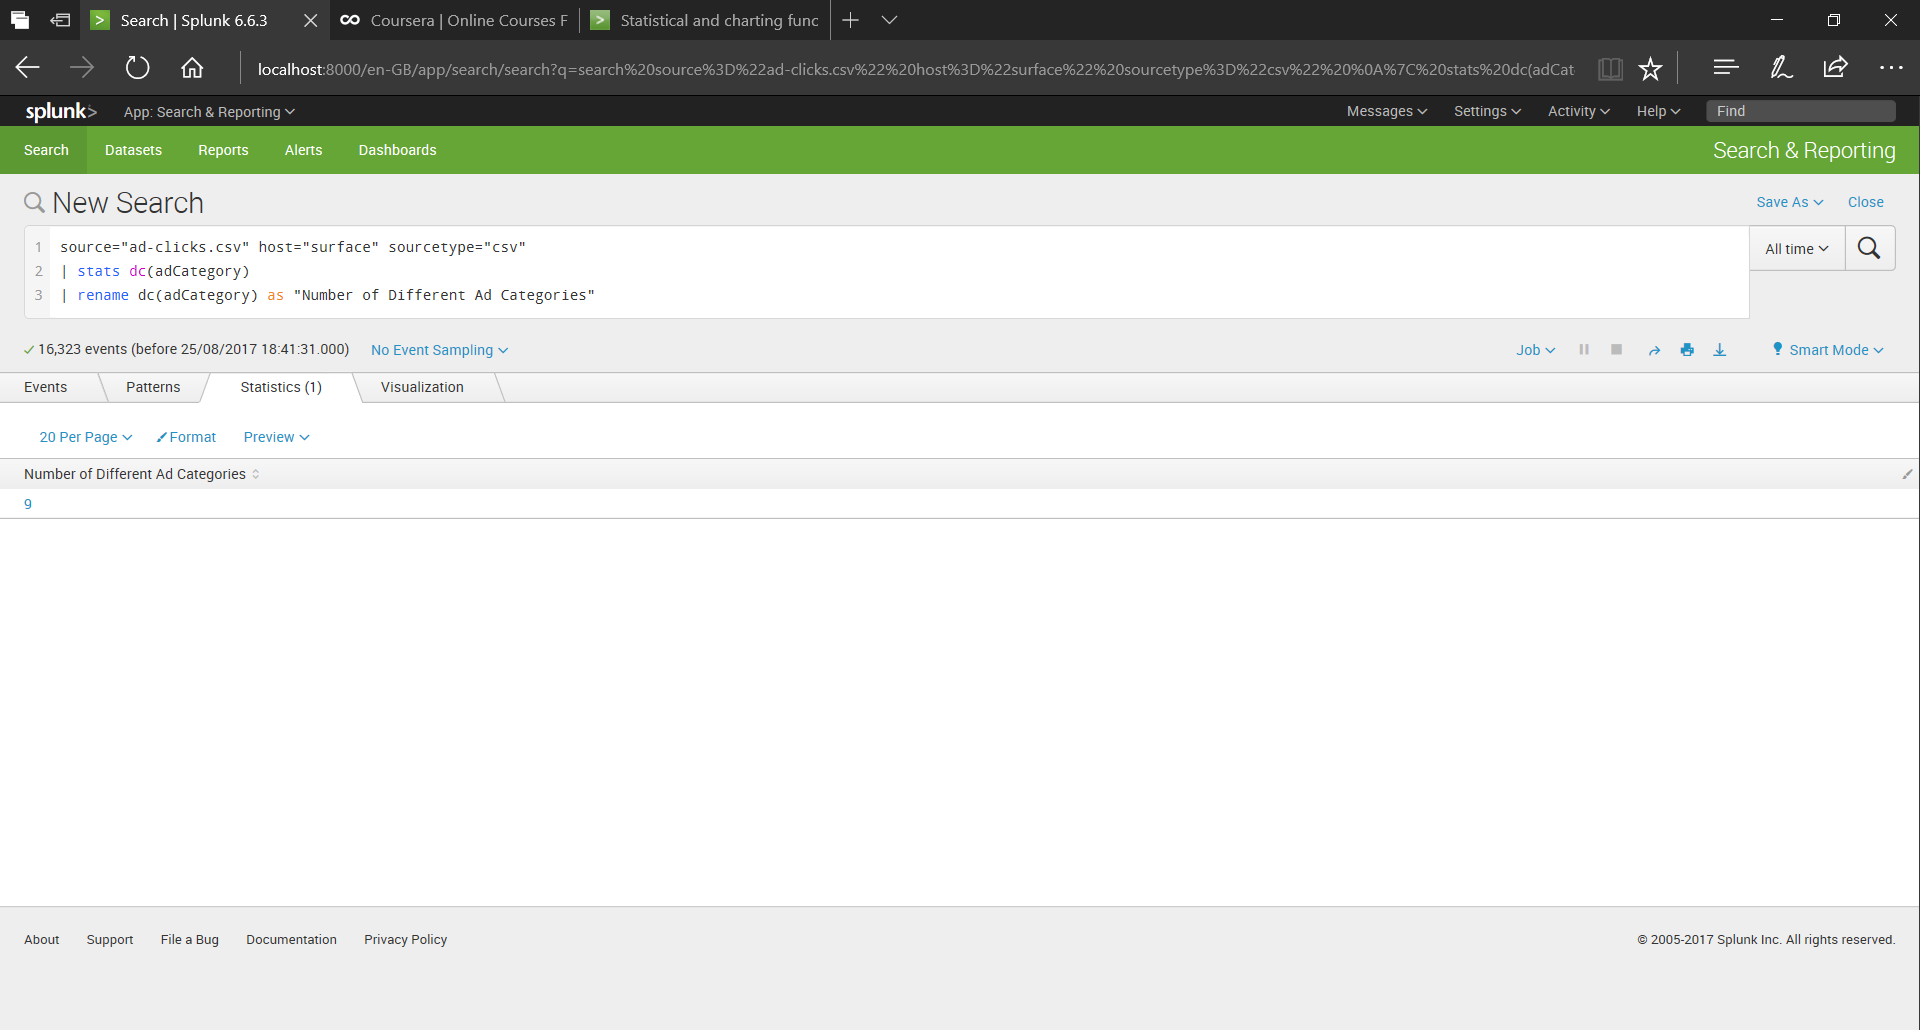 Search | Splunk 6.6.3
Coursera | Online Courses F
Statistical and charting func
localhost:8000/en-GB/app/search/search?q=search%20source%3D%22ad-clicks.csv%22%20host%3D%22surface%22%20sourcetype%3D%22csv%22%20%0A%7C%20stats%20dc(adCat
splunk> App: Search & Reporting Messages Settings Activity Help Find
Search Datasets Reports Alerts Dashboards Search & Reporting
New Search Save As Close
1 source="ad-clicks.csv" host="surface" sourcetype="csv" All time
2 | stats dc(adCategory)
3 | rename dc(adCategory) as "Number of Different Ad Categories"
16,323 events (before 25/08/2017 18:41:31.000) No Event Sampling Job Smart Mode
Events Patterns Statistics (1) Visualization
20 Per Page Format Preview
Number of Different Ad Categories
9
About Support File a Bug Documentation Privacy Policy © 2005-2017 Splunk Inc. All rights reserved.